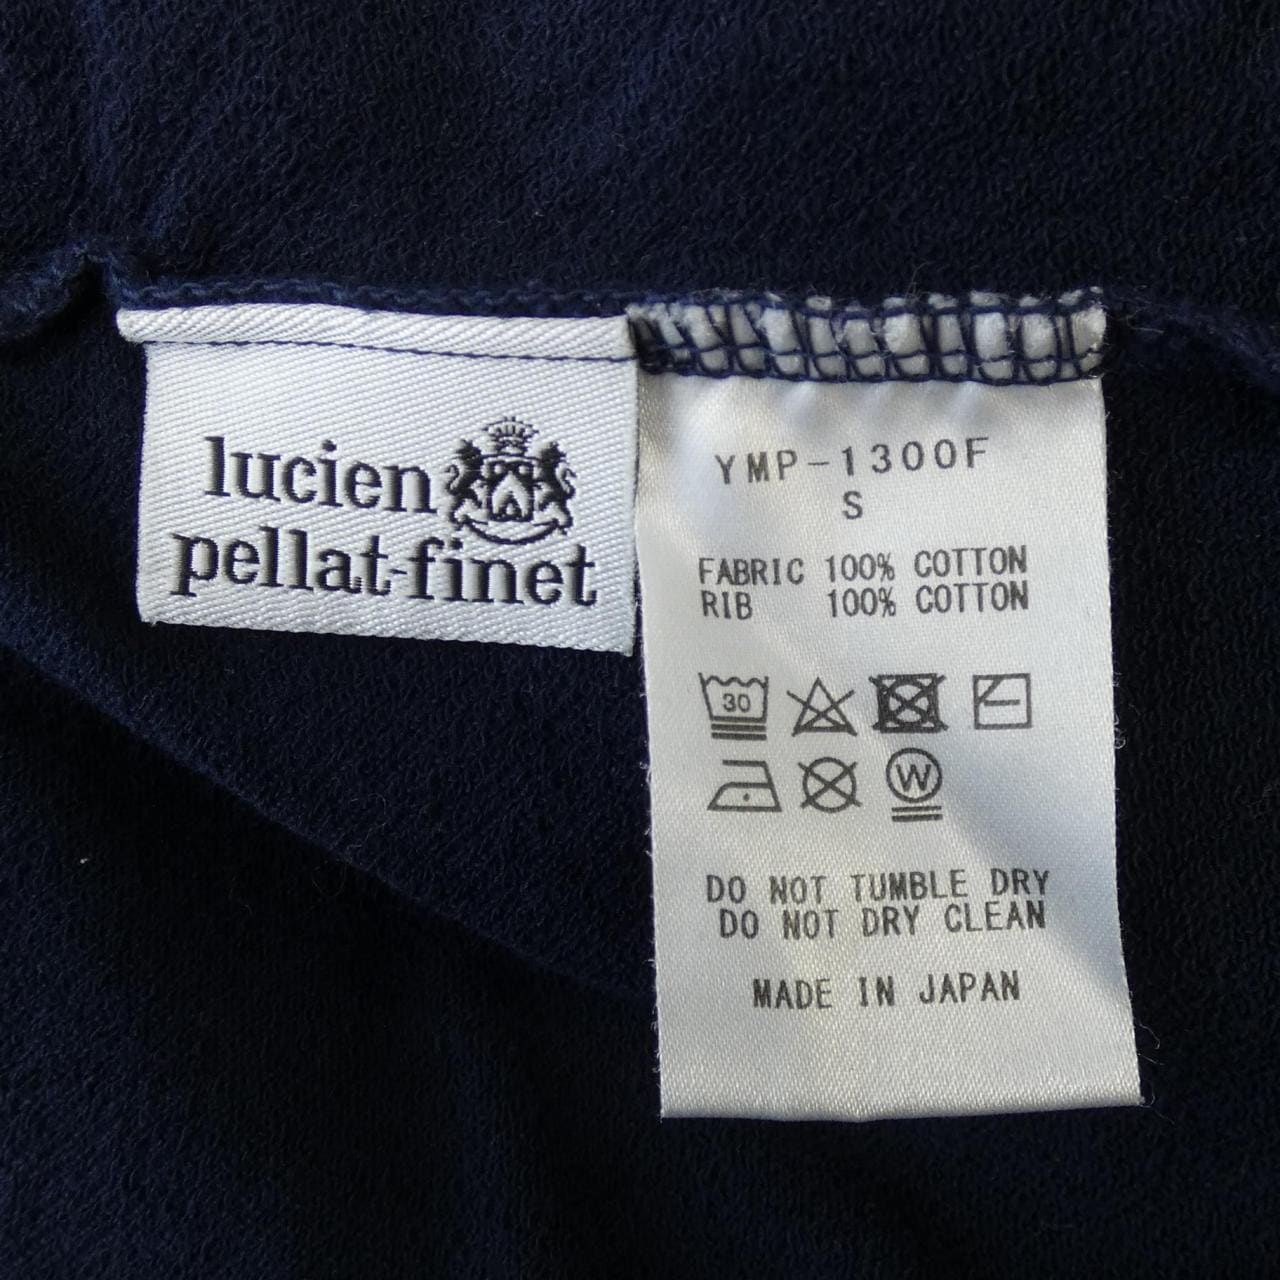 lucien
pellat-finet
YMP-1300F
S
FABRIC 100% COTTON
RIB 100% COTTON
30
W
DO NOT TUMBLE DRY
DO NOT DRY CLEAN
MADE IN JAPAN